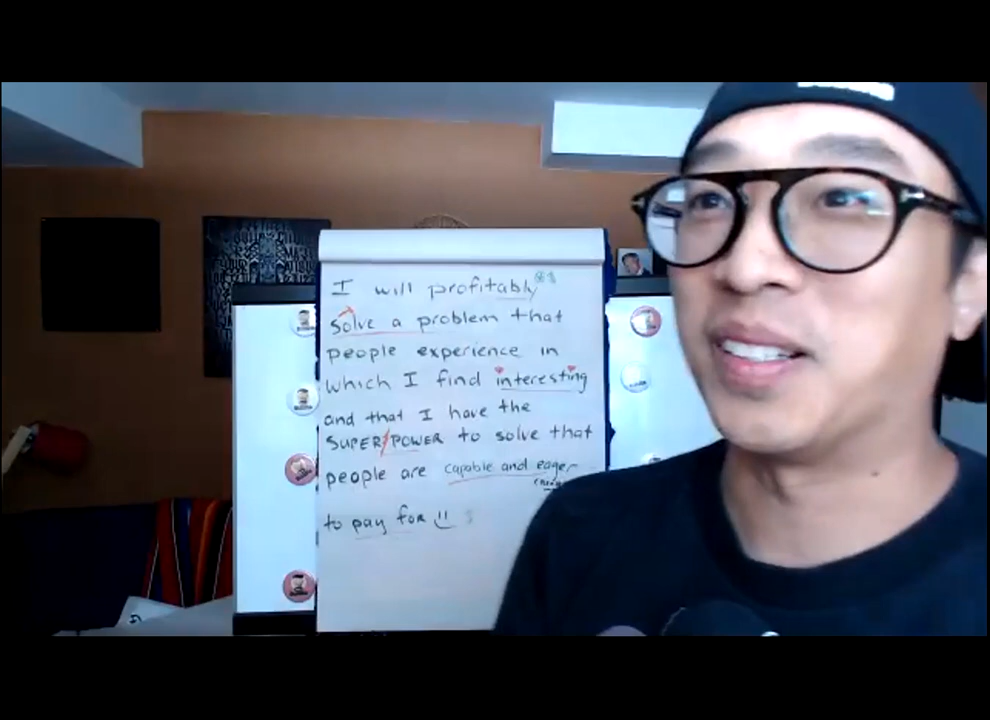 I will profitably
solve a problem that
people experience in
which I find interesting
and that I have the
SUPER POWER to solve that
people are capable and eager
to pay for